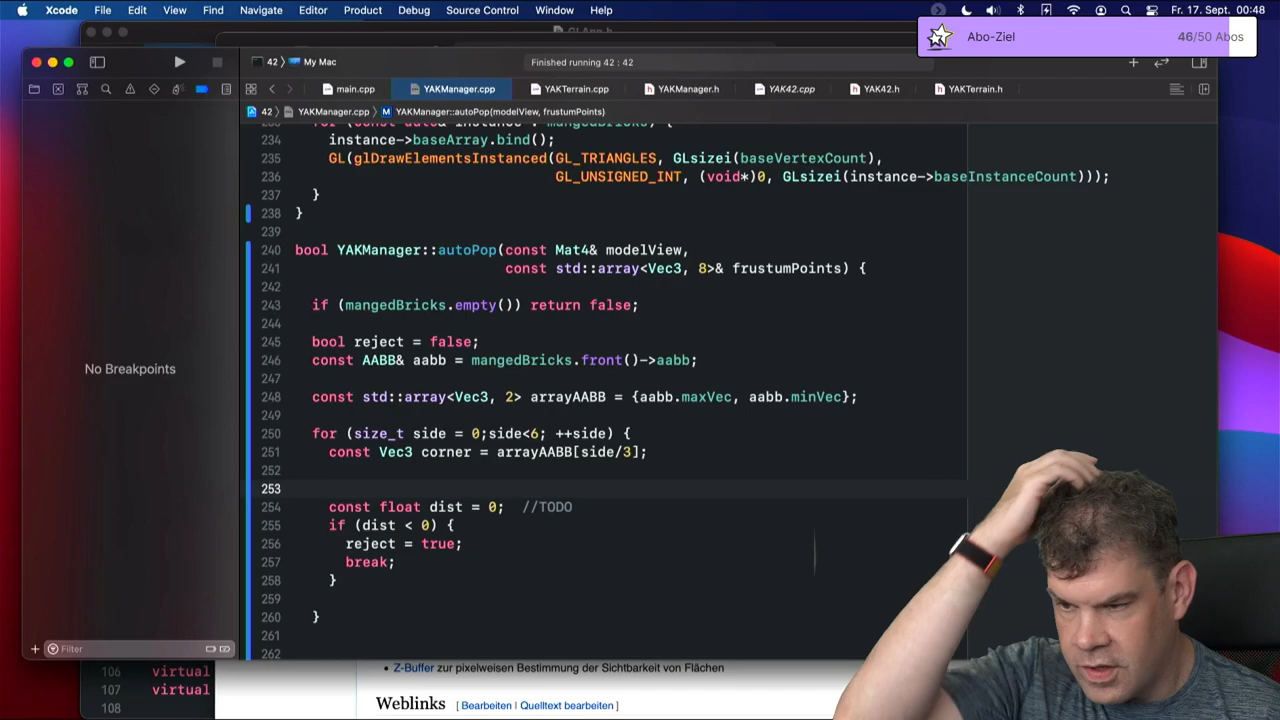 Xcode File Edit View Find Navigate Editor Product Debug Source Control Window Help Fr. 17. Sept. 00:48
Abo-Ziel 46/50 Abos
42 My Mac Finished running 42 : 42
main.cpp YAKManager.cpp YAKTerrain.cpp YAKManager.h YAK42.cpp YAK42.h YAKTerrain.h
42 YAKManager.cpp YAKManager::autoPop(modelView, frustumPoints)
234 instance->baseArray.bind();
235 GL(glDrawElementsInstanced(GL_TRIANGLES, GLsizei(baseVertexCount),
236 GL_UNSIGNED_INT, (void*)0, GLsizei(instance->baseInstanceCount)));
237 }
238 }
239
240 bool YAKManager::autoPop(const Mat4& modelView,
241 const std::array<Vec3, 8>& frustumPoints) {
242
243 if (mangedBricks.empty()) return false;
244
245 bool reject = false;
246 const AABB& aabb = mangedBricks.front()->aabb;
247
248 const std::array<Vec3, 2> arrayAABB = {aabb.maxVec, aabb.minVec};
249
250 for (size_t side = 0;side<6; ++side) {
251 const Vec3 corner = arrayAABB[side/3];
252
253
254 const float dist = 0; //TODO
255 if (dist < 0) {
256 reject = true;
257 break;
258 }
259
260 }
261
262
No Breakpoints
Filter
106 virtual
107 virtual
108
Z-Buffer zur pixelweisen Bestimmung der Sichtbarkeit von Flächen
Weblinks [ Bearbeiten | Quelltext bearbeiten ]